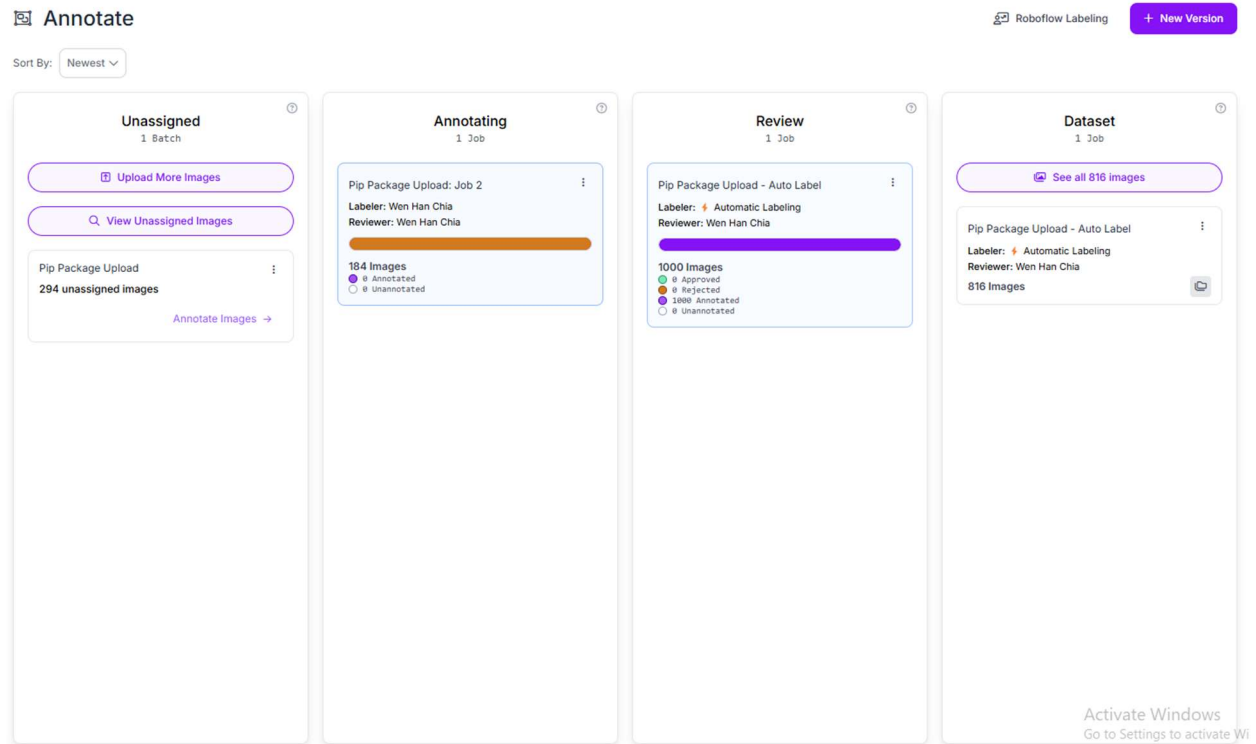 Annotate
Roboflow Labeling
+ New Version
Sort By: Newest
Unassigned
1 Batch
Upload More Images
View Unassigned Images
Pip Package Upload
294 unassigned images
Annotate Images →
Annotating
1 Job
Pip Package Upload: Job 2
Labeler: Wen Han Chia
Reviewer: Wen Han Chia
184 Images
0 Annotated
0 Unannotated
Review
1 Job
Pip Package Upload - Auto Label
Labeler: Automatic Labeling
Reviewer: Wen Han Chia
1000 Images
0 Approved
0 Rejected
1000 Annotated
0 Unannotated
Dataset
1 Job
See all 816 images
Pip Package Upload - Auto Label
Labeler: Automatic Labeling
Reviewer: Wen Han Chia
816 Images
Activate Windows
Go to Settings to activate Wi